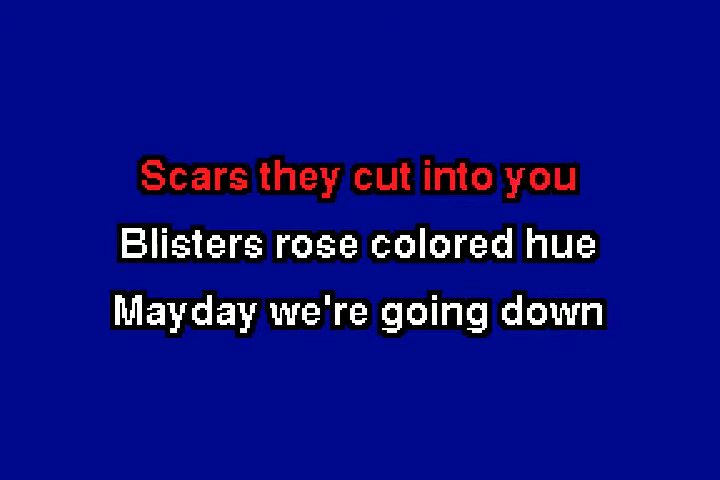 Scars they cut into you
Blisters rose colored hue
Mayday we're going down